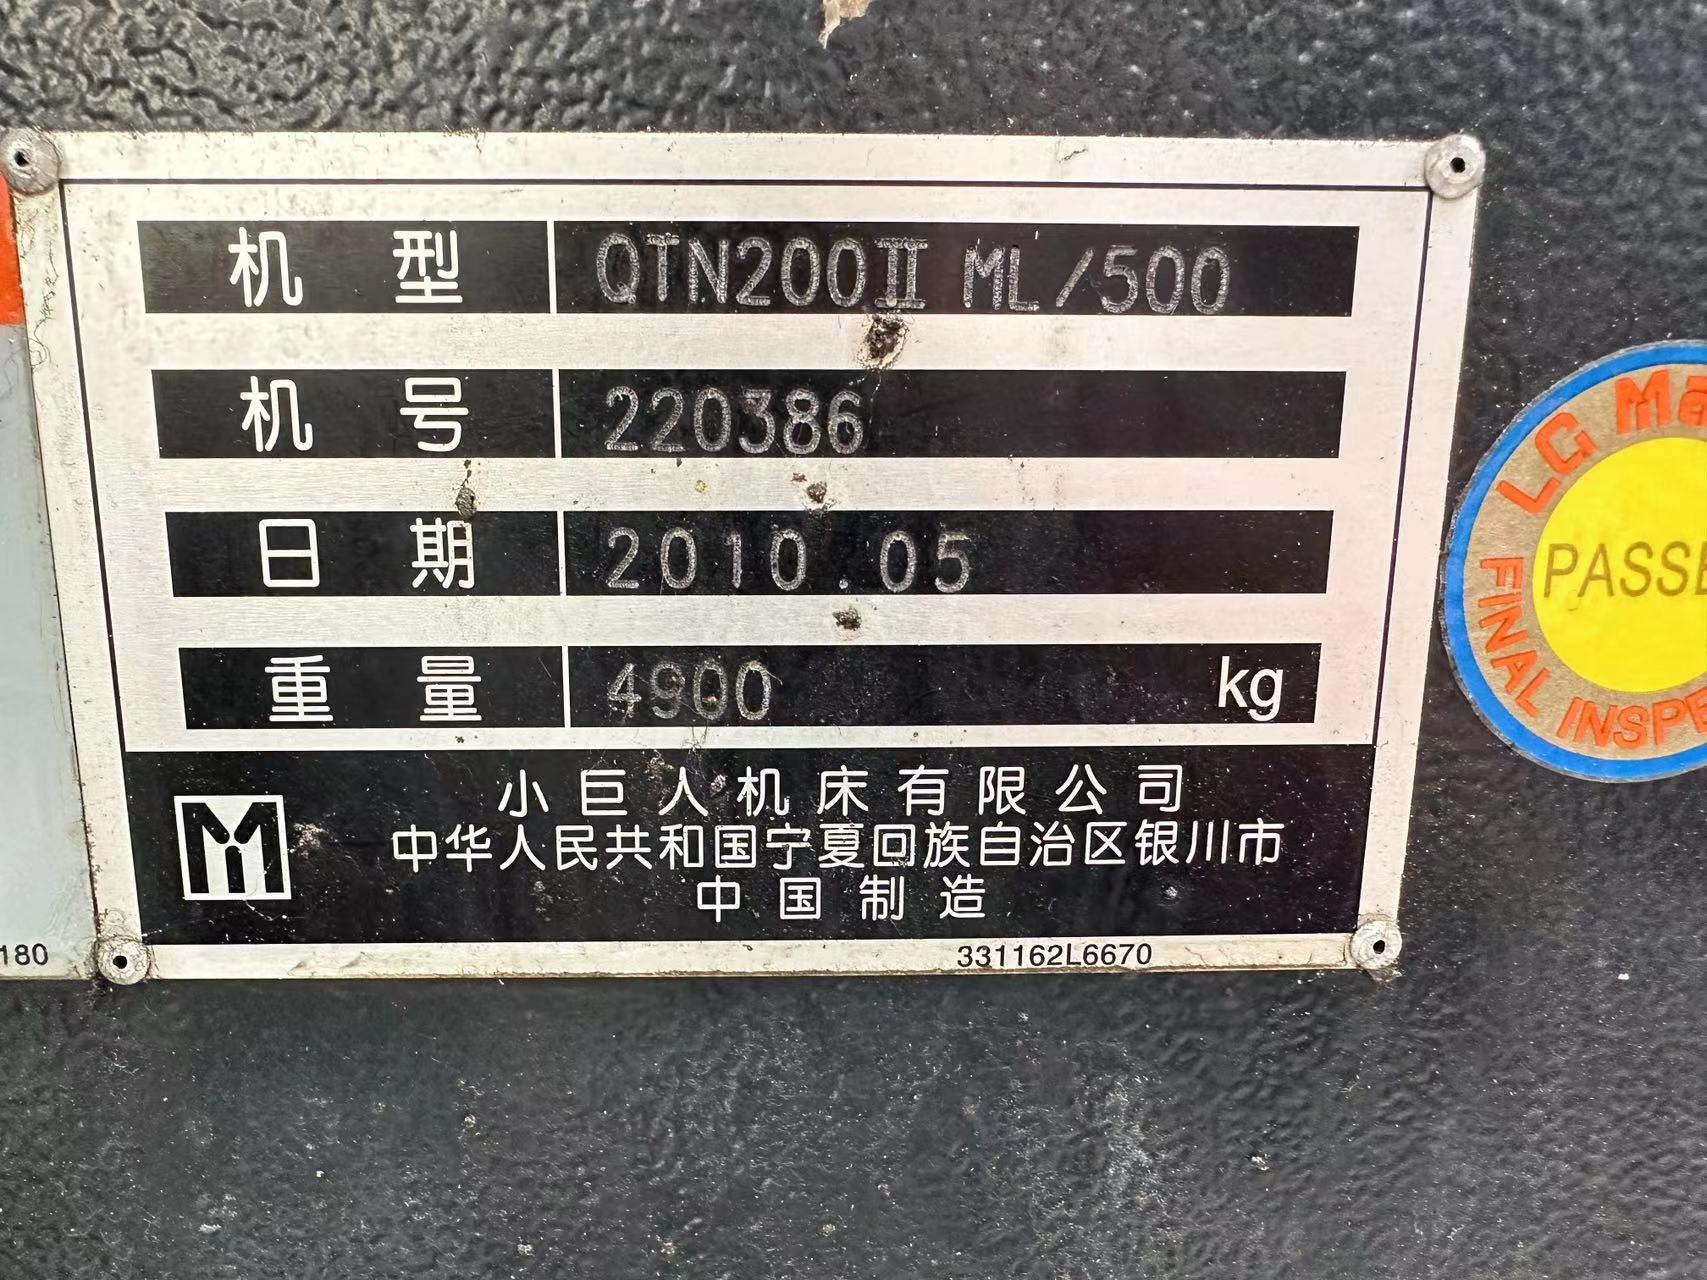 机型 QTN200Ⅱ ML/500
机号 220386
日期 2010.05
重量 4900 kg
小巨人机床有限公司
中华人民共和国宁夏回族自治区银川市
中国制造
331162L6670
180
LG Ma
PASSE
FINAL INSPE